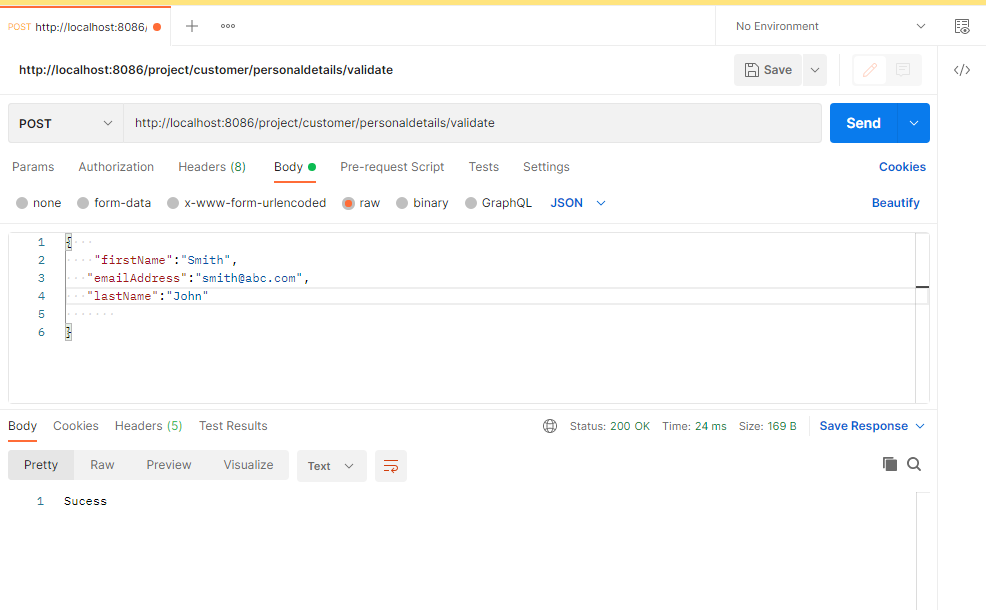 POST http://localhost:8086/
No Environment
http://localhost:8086/project/customer/personaldetails/validate
Save
POST http://localhost:8086/project/customer/personaldetails/validate Send
Params Authorization Headers (8) Body Pre-request Script Tests Settings Cookies
none form-data x-www-form-urlencoded raw binary GraphQL JSON Beautify
1 {
2 "firstName":"Smith",
3 "emailAddress":"smith@abc.com",
4 "lastName":"John"
5
6 }
Body Cookies Headers (5) Test Results Status: 200 OK Time: 24 ms Size: 169 B Save Response
Pretty Raw Preview Visualize Text
1 Sucess